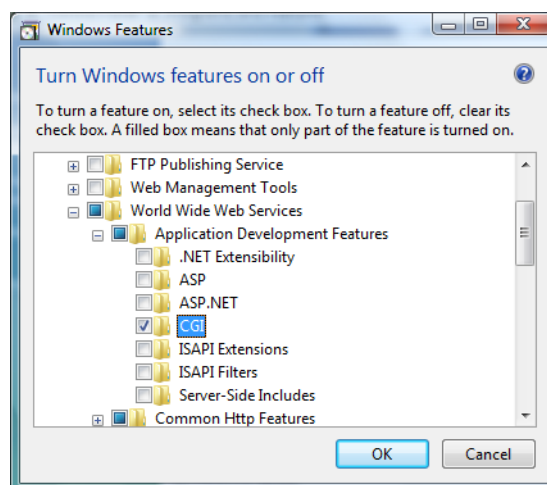 Windows Features
Turn Windows features on or off
To turn a feature on, select its check box. To turn a feature off, clear its
check box. A filled box means that only part of the feature is turned on.
FTP Publishing Service
Web Management Tools
World Wide Web Services
Application Development Features
.NET Extensibility
ASP
ASP.NET
CGI
ISAPI Extensions
ISAPI Filters
Server-Side Includes
Common Http Features
OK Cancel